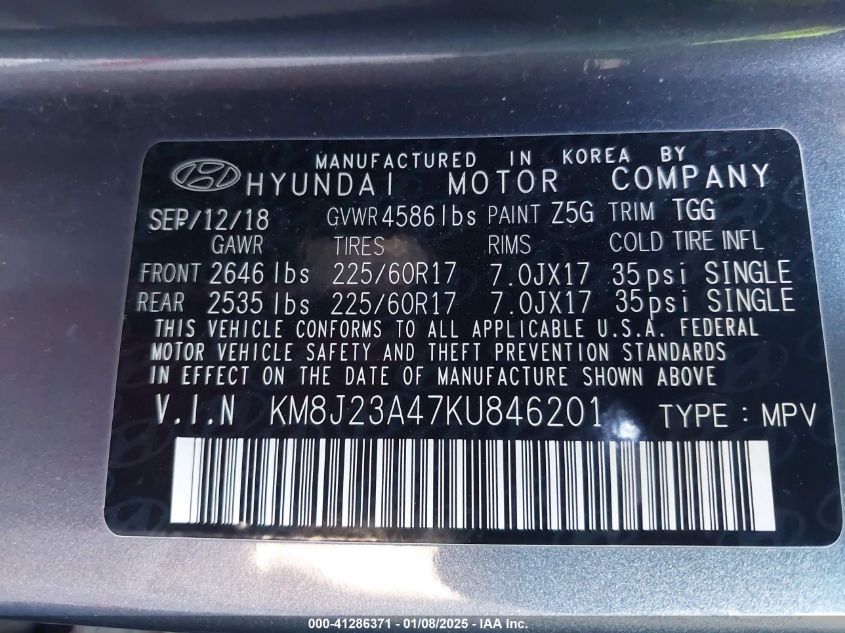 MANUFACTURED IN KOREA BY
HYUNDAI MOTOR COMPANY
SEP/12/18 GVWR 4586 lbs PAINT Z5G TRIM TGG
GAWR TIRES RIMS COLD TIRE INFL
FRONT 2646 lbs 225/60R17 7.0JX17 35psi SINGLE
REAR 2535 lbs 225/60R17 7.0JX17 35psi SINGLE
THIS VEHICLE CONFORMS TO ALL APPLICABLE U.S.A. FEDERAL
MOTOR VEHICLE SAFETY AND THEFT PREVENTION STANDARDS
IN EFFECT ON THE DATE OF MANUFACTURE SHOWN ABOVE.
V.I.N KM8J23A47KU846201 TYPE : MPV
000-41286371 - 01/08/2025 - IAA Inc.